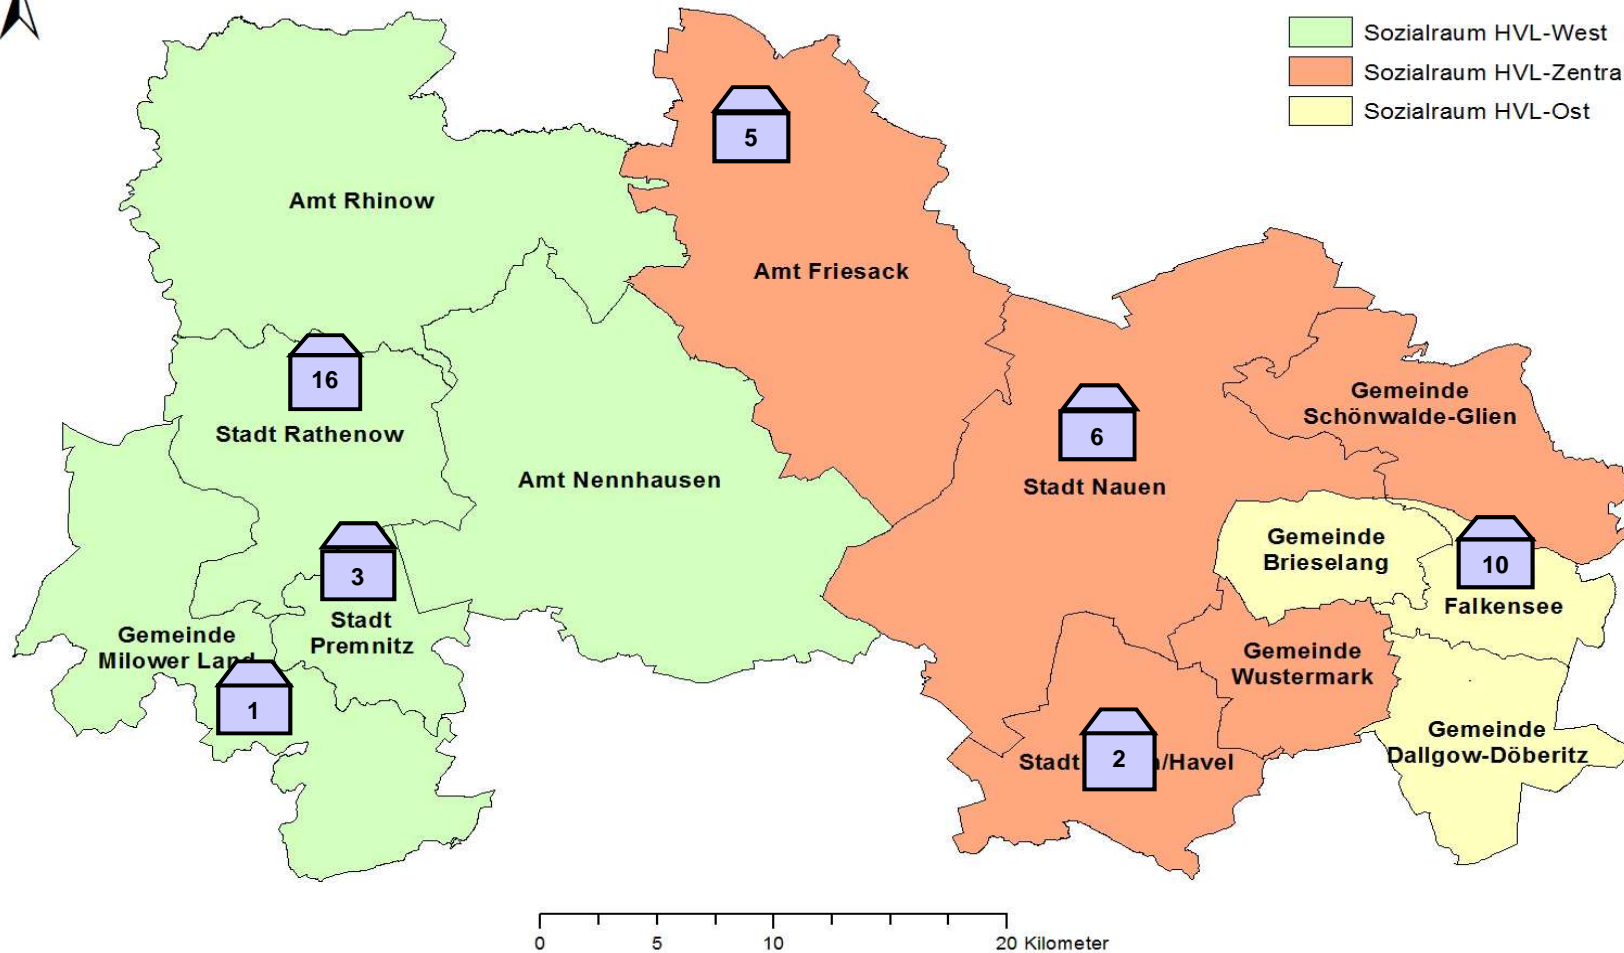 Sozialraum HVL-West
Sozialraum HVL-Zentra
Sozialraum HVL-Ost
5
Amt Rhinow
Amt Friesack
16
Stadt Rathenow
Gemeinde
Schönwalde-Glien
6
Stadt Nauen
Amt Nennhausen
Gemeinde
Brieselang
10
Falkensee
3
Stadt
Premnitz
Gemeinde
Milower Land
1
Gemeinde
Wustermark
Gemeinde
Dallgow-Döberitz
Stadt 2 n/Havel
0 5 10 20 Kilometer